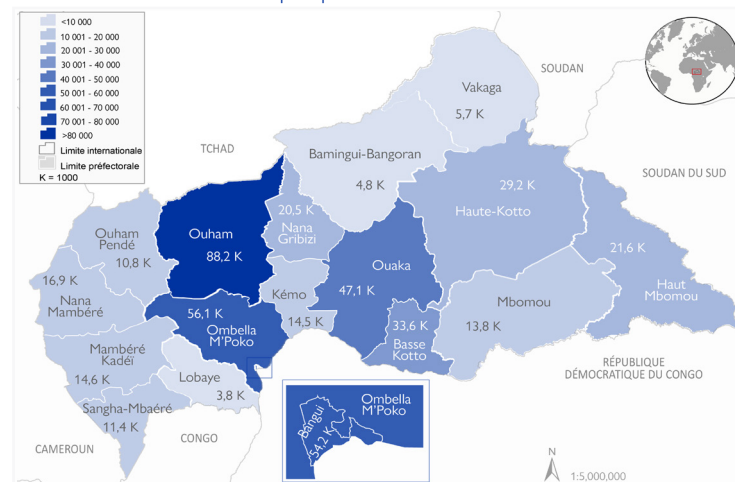 <10 000
10 001 - 20 000
20 001 - 30 000
30 001 - 40 000
40 001 - 50 000
50 001 - 60 000
60 001 - 70 000
70 001 - 80 000
>80 000
Limite internationale
Limite préfectorale
K = 1000
SOUDAN
Vakaga
5,7 K
TCHAD
Bamingui-Bangoran
4,8 K
SOUDAN DU SUD
29,2 K
Haute-Kotto
20,5 K
Nana
Gribizi
Ouham
88,2 K
Ouham
Pendé
10,8 K
21,6 K
Haut
Mbomou
Ouaka
47,1 K
16,9 K
Nana
Mambéré
Kémo
14,5 K
Mbomou
13,8 K
56,1 K
Ombella
M'Poko
33,6 K
Basse
Kotto
Mambéré
Kadéï
14,6 K
Lobaye
3,8 K
RÉPUBLIQUE
DÉMOCRATIQUE DU CONGO
Sangha-Mbaéré
11,4 K
Ombella
M'Poko
Bangui
54,2 K
CAMEROUN
CONGO
N
1:5,000,000